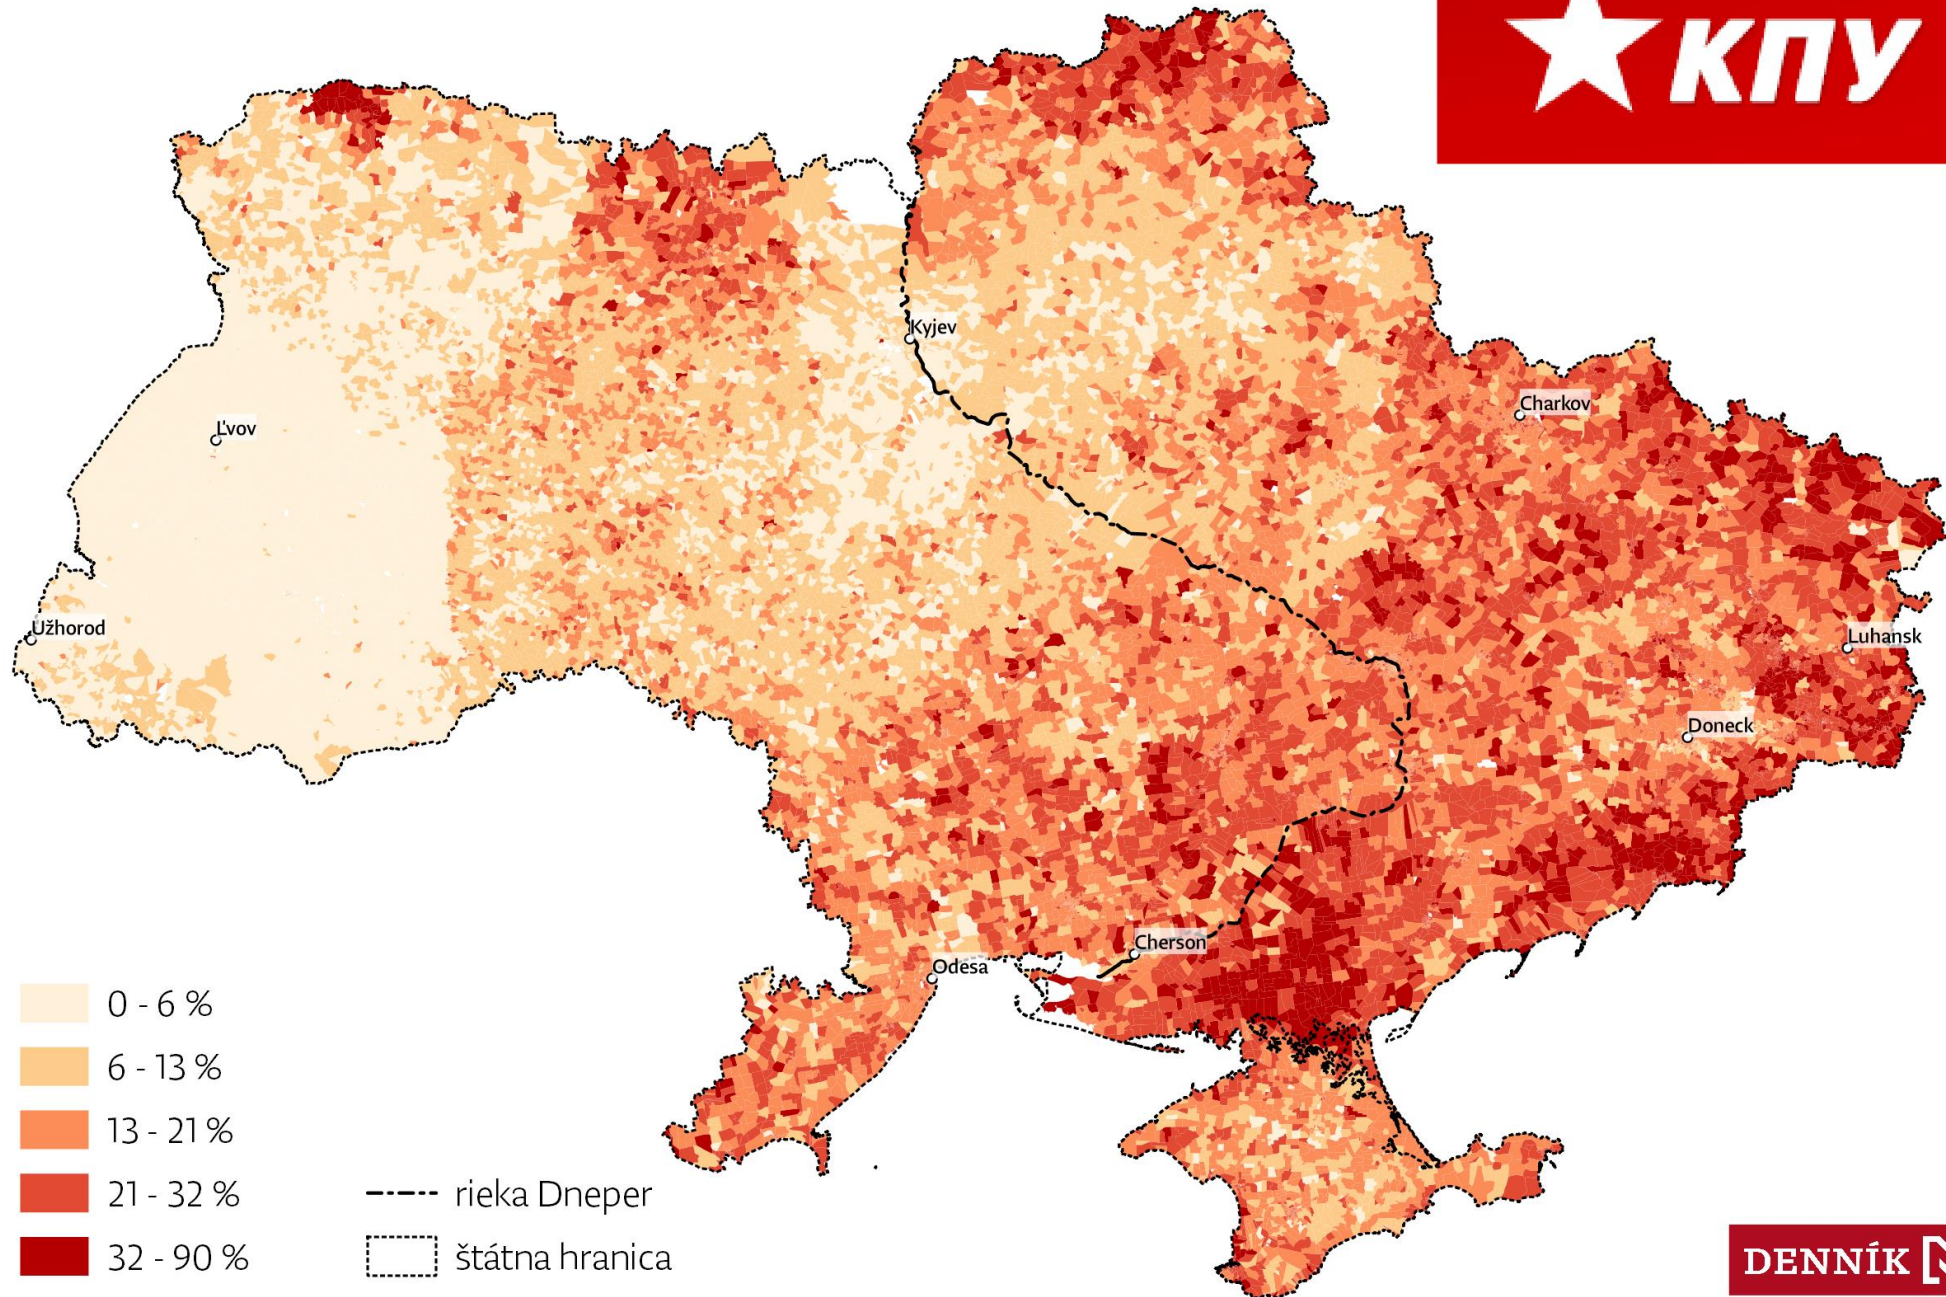 КПУ
Kyjev
Charkov
Ľvov
Užhorod
Luhansk
Doneck
Cherson
Odesa
0 - 6 %
6 - 13 %
13 - 21 %
21 - 32 %
32 - 90 %
rieka Dneper
štátna hranica
DENNÍK N